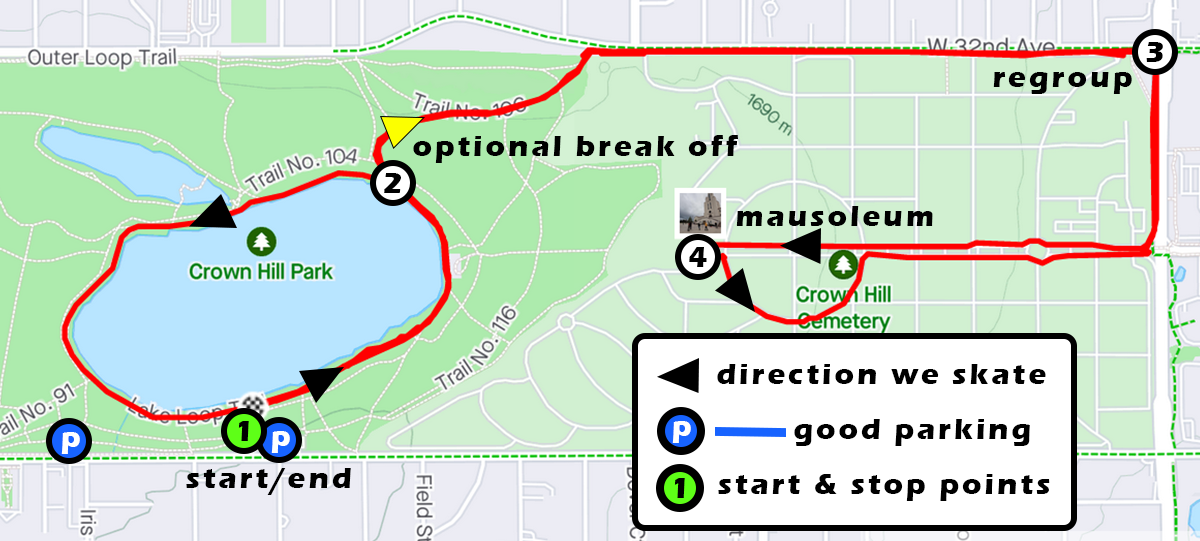 Outer Loop Trail
W 32nd Ave
3
regroup
Trail No. 106
1690 m
optional break off
Trail No. 104
2
mausoleum
4
Crown Hill Park
Crown Hill
Cemetery
Trail No. 116
direction we skate
P good parking
1 start & stop points
Trail No. 91
Lake Loop
P
1 P
start/end
Iris
Field St